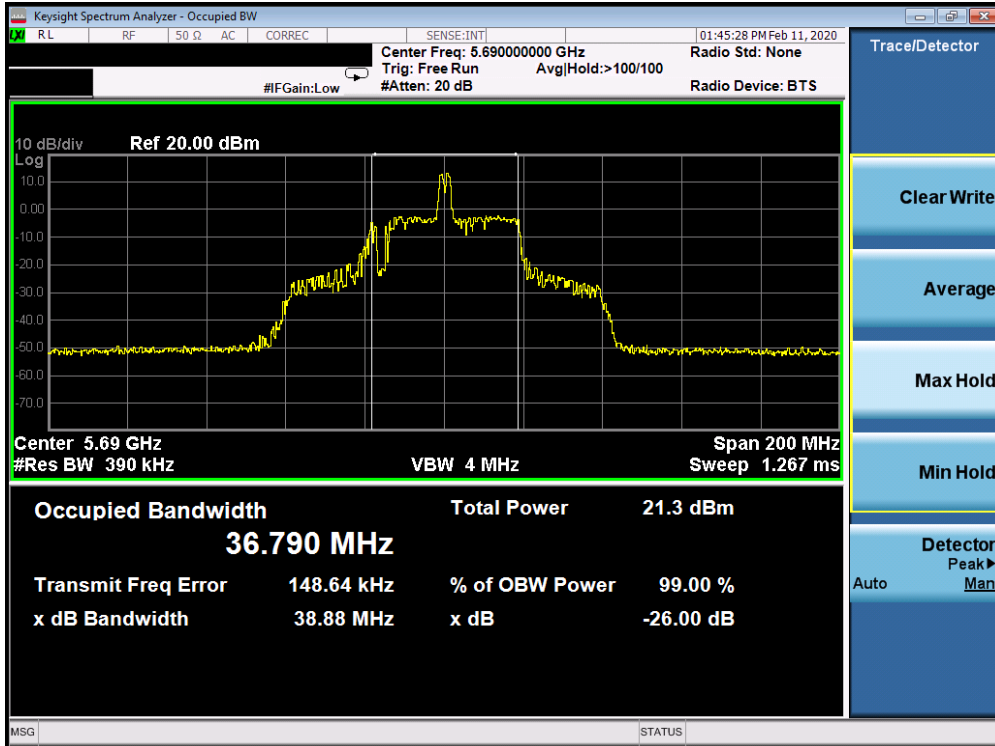 Keysight Spectrum Analyzer - Occupied BW
LXI RL RF 50 Ω AC CORREC SENSE:INT 01:45:28 PM Feb 11, 2020
Center Freq: 5.690000000 GHz Radio Std: None
Trig: Free Run Avg|Hold:>100/100
#IFGain:Low #Atten: 20 dB Radio Device: BTS
10 dB/div Ref 20.00 dBm
Log
10.0
0.00
-10.0
-20.0
-30.0
-40.0
-50.0
-60.0
-70.0
Center 5.69 GHz Span 200 MHz
#Res BW 390 kHz VBW 4 MHz Sweep 1.267 ms
Occupied Bandwidth Total Power 21.3 dBm
36.790 MHz
Transmit Freq Error 148.64 kHz % of OBW Power 99.00 %
x dB Bandwidth 38.88 MHz x dB -26.00 dB
MSG STATUS
Trace/Detector
Clear Write
Average
Max Hold
Min Hold
Detector
Peak▶
Auto Man